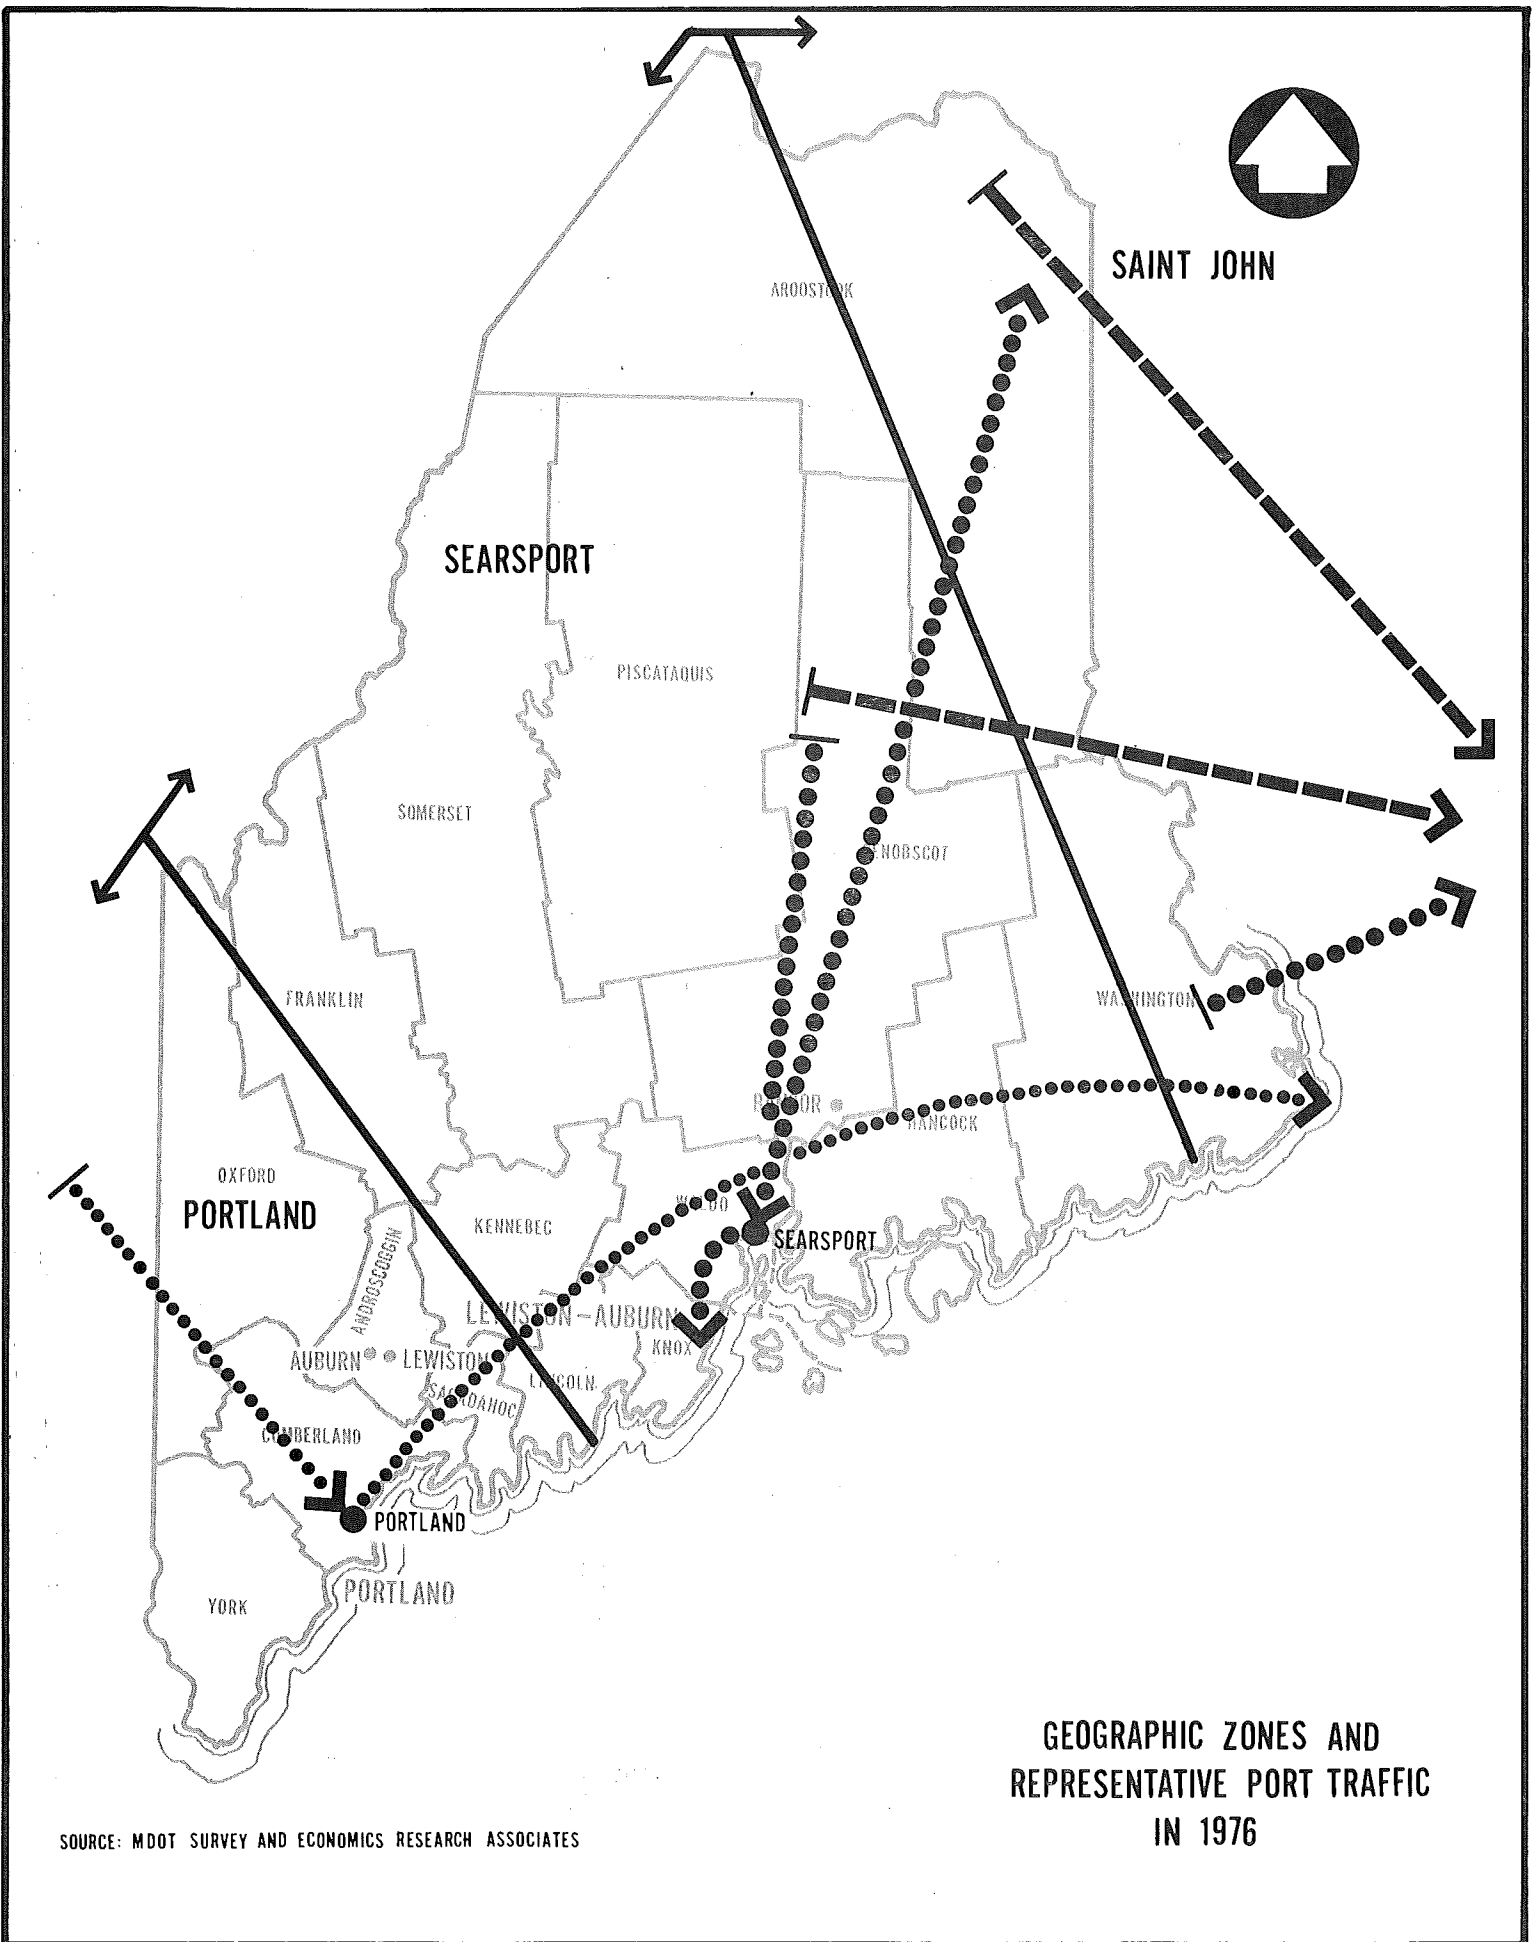 SAINT JOHN
AROOSTOOK
SEARSPORT
PISCATAQUIS
SOMERSET
PENOBSCOT
FRANKLIN
WASHINGTON
BANGOR
HANCOCK
OXFORD
PORTLAND
WALDO
KENNEBEC
SEARSPORT
ANDROSCOGGIN
LEWISTON-AUBURN
KNOX
AUBURN
LEWISTON
LINCOLN
SAGADAHOC
CUMBERLAND
PORTLAND
PORTLAND
YORK
GEOGRAPHIC ZONES AND
REPRESENTATIVE PORT TRAFFIC
IN 1976
SOURCE: MDOT SURVEY AND ECONOMICS RESEARCH ASSOCIATES